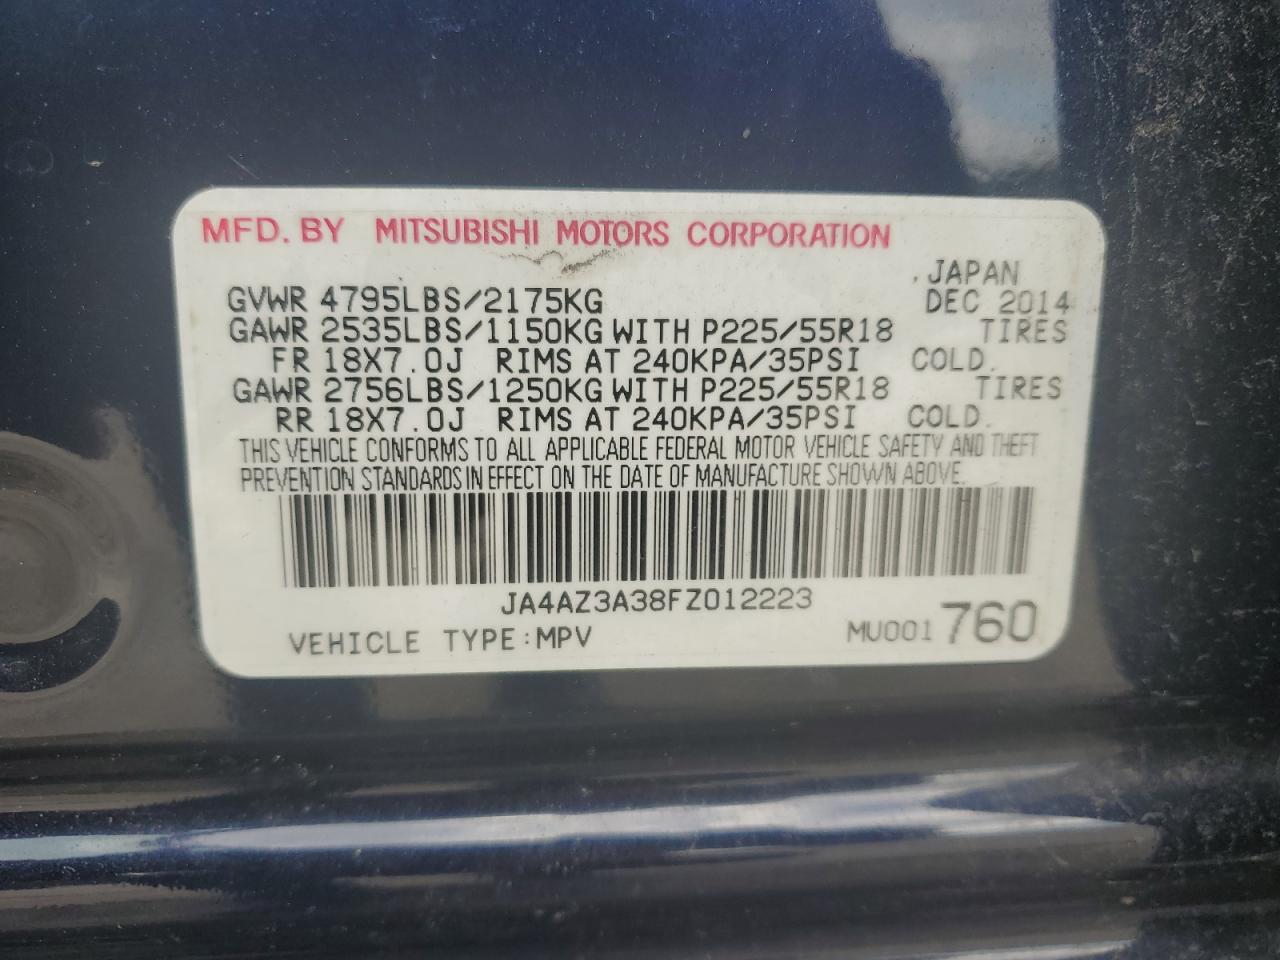 MFD. BY MITSUBISHI MOTORS CORPORATION
JAPAN
GVWR 4795LBS/2175KG DEC 2014
GAWR 2535LBS/1150KG WITH P225/55R18 TIRES
FR 18X7.0J RIMS AT 240KPA/35PSI COLD.
GAWR 2756LBS/1250KG WITH P225/55R18 TIRES
RR 18X7.0J RIMS AT 240KPA/35PSI COLD.
THIS VEHICLE CONFORMS TO ALL APPLICABLE FEDERAL MOTOR VEHICLE SAFETY AND THEFT
PREVENTION STANDARDS IN EFFECT ON THE DATE OF MANUFACTURE SHOWN ABOVE.
JA4AZ3A38FZ012223
VEHICLE TYPE:MPV MU001 760